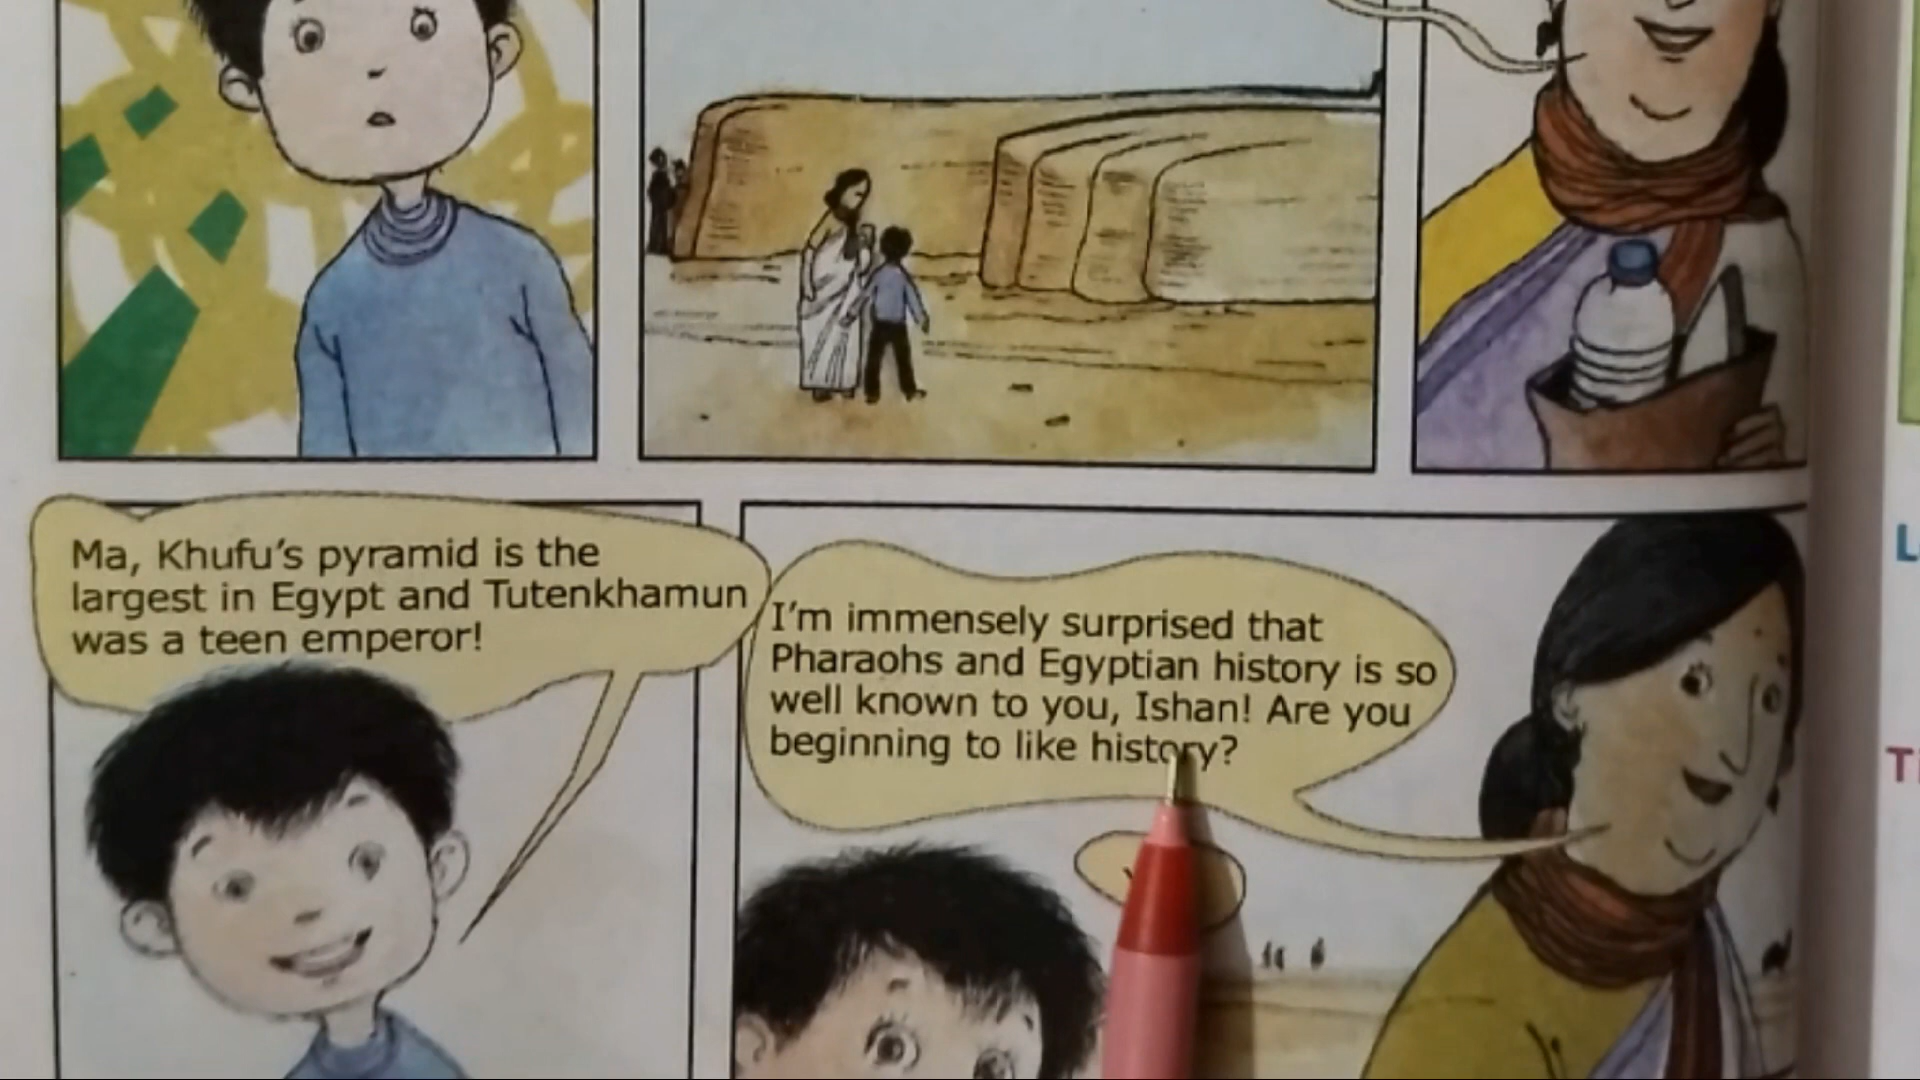 Ma, Khufu's pyramid is the
largest in Egypt and Tutenkhamun
was a teen emperor!
I'm immensely surprised that
Pharaohs and Egyptian history is so
well known to you, Ishan! Are you
beginning to like history?